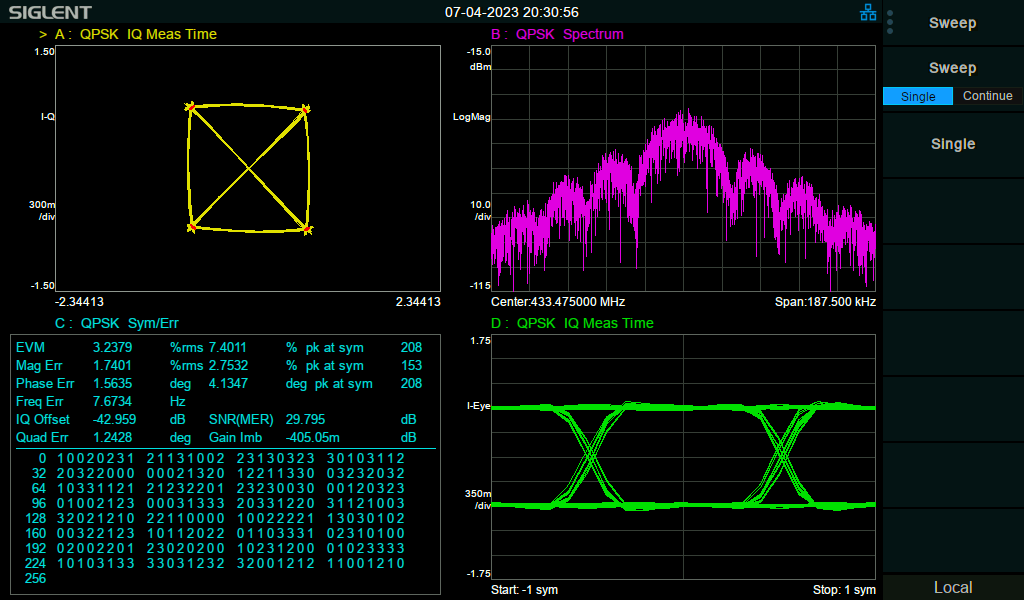 SIGLENT 07-04-2023 20:30:56
> A : QPSK IQ Meas Time
1.50
I-Q
300m
/div
-1.50
-2.34413 2.34413
B : QPSK Spectrum
-15.0
dBm
LogMag
10.0
/div
-115
Center:433.475000 MHz Span:187.500 kHz
C : QPSK Sym/Err
EVM 3.2379 %rms 7.4011 % pk at sym 208
Mag Err 1.7401 %rms 2.7532 % pk at sym 153
Phase Err 1.5635 deg 4.1347 deg pk at sym 208
Freq Err 7.6734 Hz
IQ Offset -42.959 dB SNR(MER) 29.795 dB
Quad Err 1.2428 deg Gain Imb -405.05m dB
0 10020231 21131002 23130323 30103112
32 20322000 00021320 12211330 03232032
64 10331121 21232201 23230030 00120323
96 01002123 00031333 20331220 31121003
128 32021210 22110000 10022221 13030102
160 00322123 10112022 01103331 02310100
192 02002201 23020200 10231200 01023333
224 10103133 33031232 32001212 11001210
256
D : QPSK IQ Meas Time
1.75
I-Eye
350m
/div
-1.75
Start: -1 sym Stop: 1 sym
Sweep
Sweep
Single Continue
Single
Local